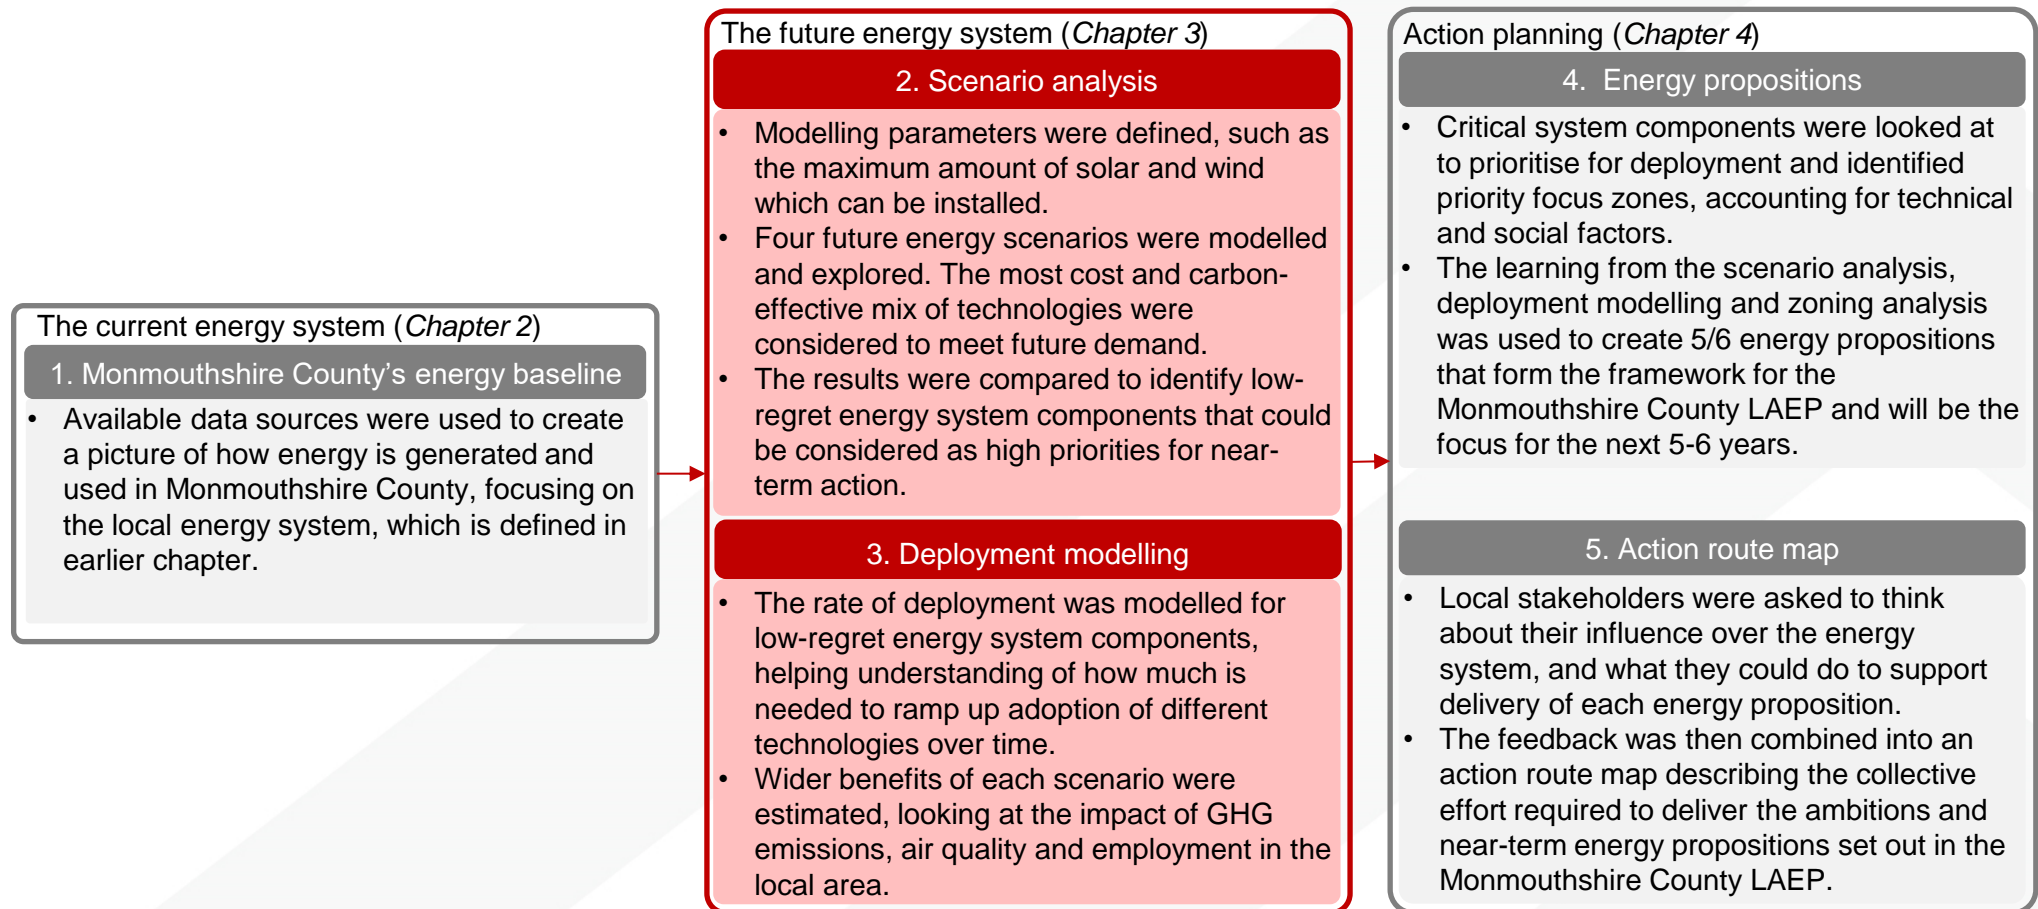 The current energy system (Chapter 2)
1. Monmouthshire County's energy baseline
• Available data sources were used to create
a picture of how energy is generated and
used in Monmouthshire County, focusing on
the local energy system, which is defined in
earlier chapter.
The future energy system (Chapter 3)
2. Scenario analysis
• Modelling parameters were defined, such as
the maximum amount of solar and wind
which can be installed.
• Four future energy scenarios were modelled
and explored. The most cost and carbon-
effective mix of technologies were
considered to meet future demand.
• The results were compared to identify low-
regret energy system components that could
be considered as high priorities for near-
term action.
3. Deployment modelling
• The rate of deployment was modelled for
low-regret energy system components,
helping understanding of how much is
needed to ramp up adoption of different
technologies over time.
• Wider benefits of each scenario were
estimated, looking at the impact of GHG
emissions, air quality and employment in the
local area.
Action planning (Chapter 4)
4. Energy propositions
• Critical system components were looked at
to prioritise for deployment and identified
priority focus zones, accounting for technical
and social factors.
• The learning from the scenario analysis,
deployment modelling and zoning analysis
was used to create 5/6 energy propositions
that form the framework for the
Monmouthshire County LAEP and will be the
focus for the next 5-6 years.
5. Action route map
• Local stakeholders were asked to think
about their influence over the energy
system, and what they could do to support
delivery of each energy proposition.
• The feedback was then combined into an
action route map describing the collective
effort required to deliver the ambitions and
near-term energy propositions set out in the
Monmouthshire County LAEP.